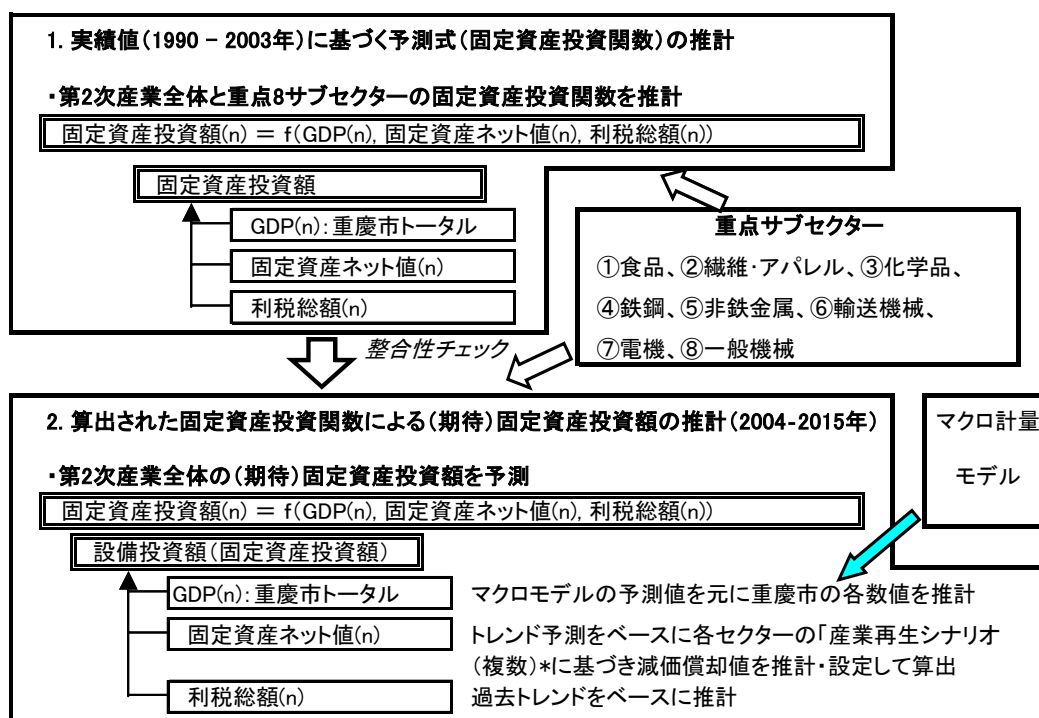 1. 実績値(1990 – 2003年)に基づく予測式(固定資産投資関数)の推計
・第2次産業全体と重点8サブセクターの固定資産投資関数を推計
固定資産投資額(n) = f(GDP(n), 固定資産ネット値(n), 利税総額(n))
固定資産投資額
GDP(n):重慶市トータル
固定資産ネット値(n)
利税総額(n)
重点サブセクター
①食品、②繊維・アパレル、③化学品、
④鉄鋼、⑤非鉄金属、⑥輸送機械、
⑦電機、⑧一般機械
整合性チェック
2. 算出された固定資産投資関数による(期待)固定資産投資額の推計(2004-2015年)
・第2次産業全体の(期待)固定資産投資額を予測
固定資産投資額(n) = f(GDP(n), 固定資産ネット値(n), 利税総額(n))
マクロ計量
モデル
設備投資額(固定資産投資額)
GDP(n):重慶市トータル
マクロモデルの予測値を元に重慶市の各数値を推計
固定資産ネット値(n)
トレンド予測をベースに各セクターの「産業再生シナリオ
(複数)*に基づき減価償却値を推計・設定して算出
利税総額(n)
過去トレンドをベースに推計